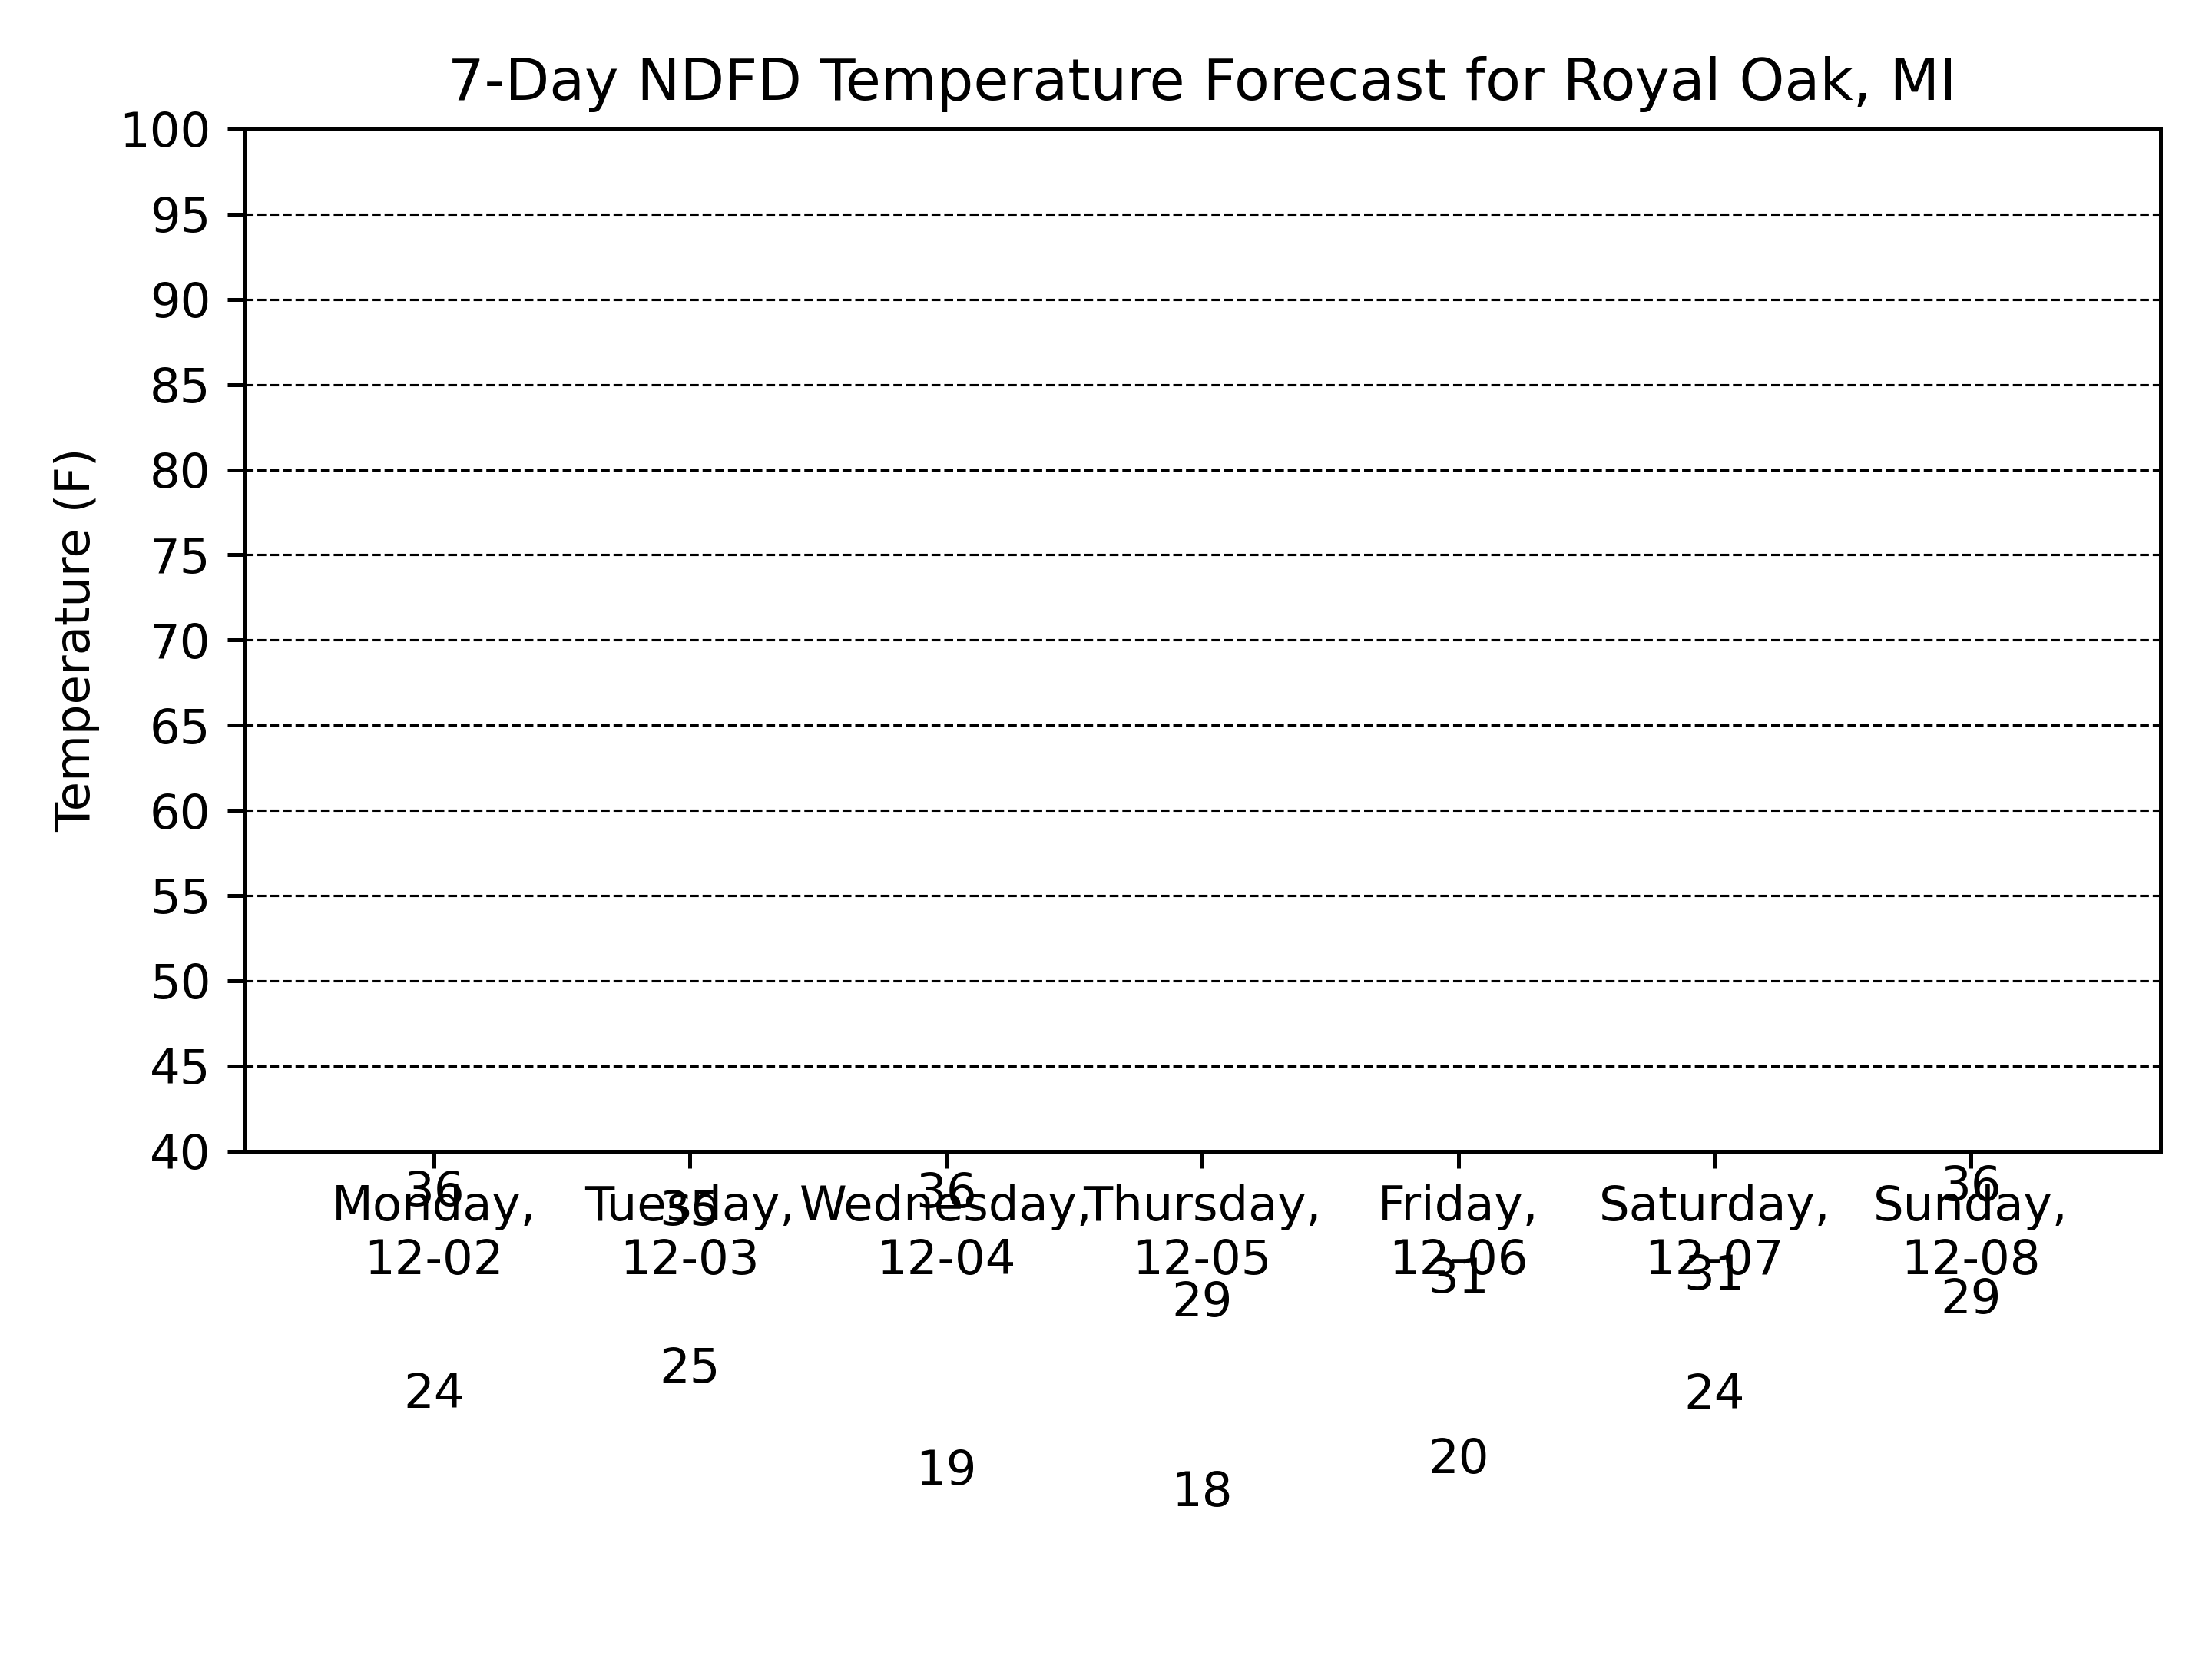 7-Day NDFD Temperature Forecast for Royal Oak, MI
Temperature (F)
100
95
90
85
80
75
70
65
60
55
50
45
40
36 35 36 36
Monday, Tuesday, Wednesday, Thursday, Friday, Saturday, Sunday,
12-02 12-03 12-04 12-05 12-06 12-07 12-08
29 31 31 29
24 25 24
19 18 20